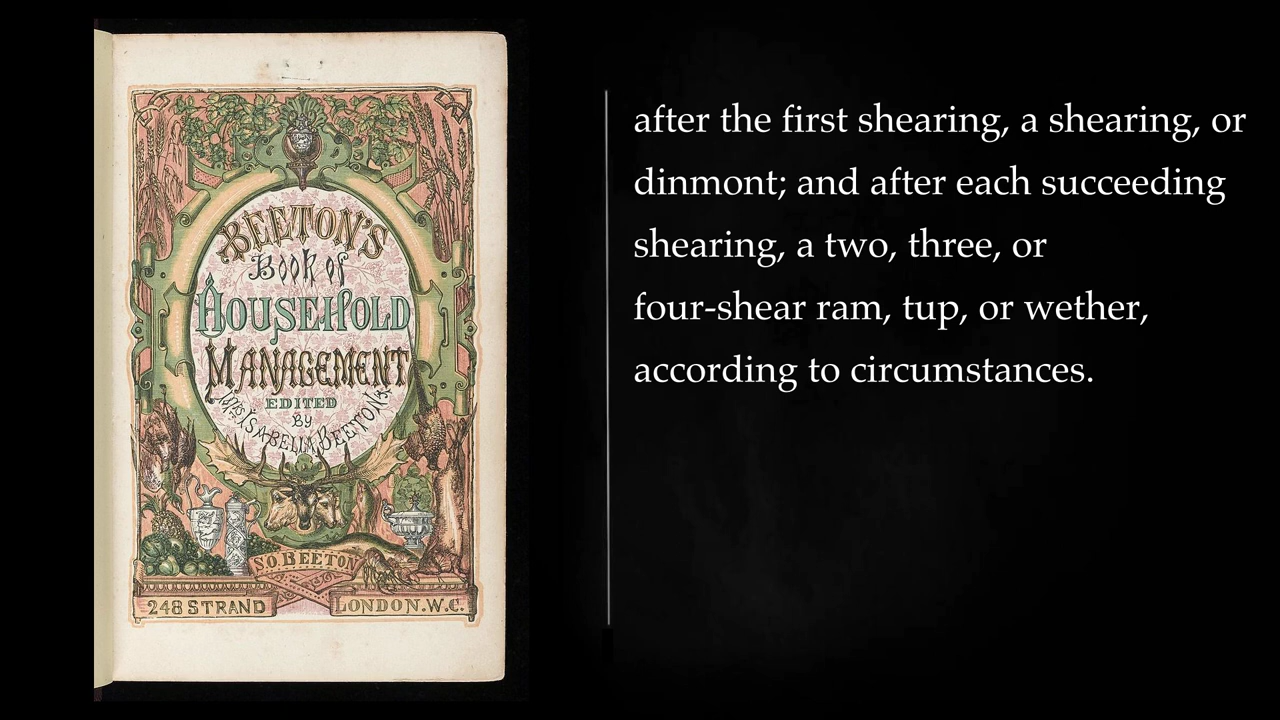 BEETON'S
Book of
HOUSEHOLD
MANAGEMENT
EDITED
BY
MRS ISABELLA BEETON.
S.O. BEETON
248 STRAND LONDON. W.C.
after the first shearing, a shearing, or
dinmont; and after each succeeding
shearing, a two, three, or
four-shear ram, tup, or wether,
according to circumstances.